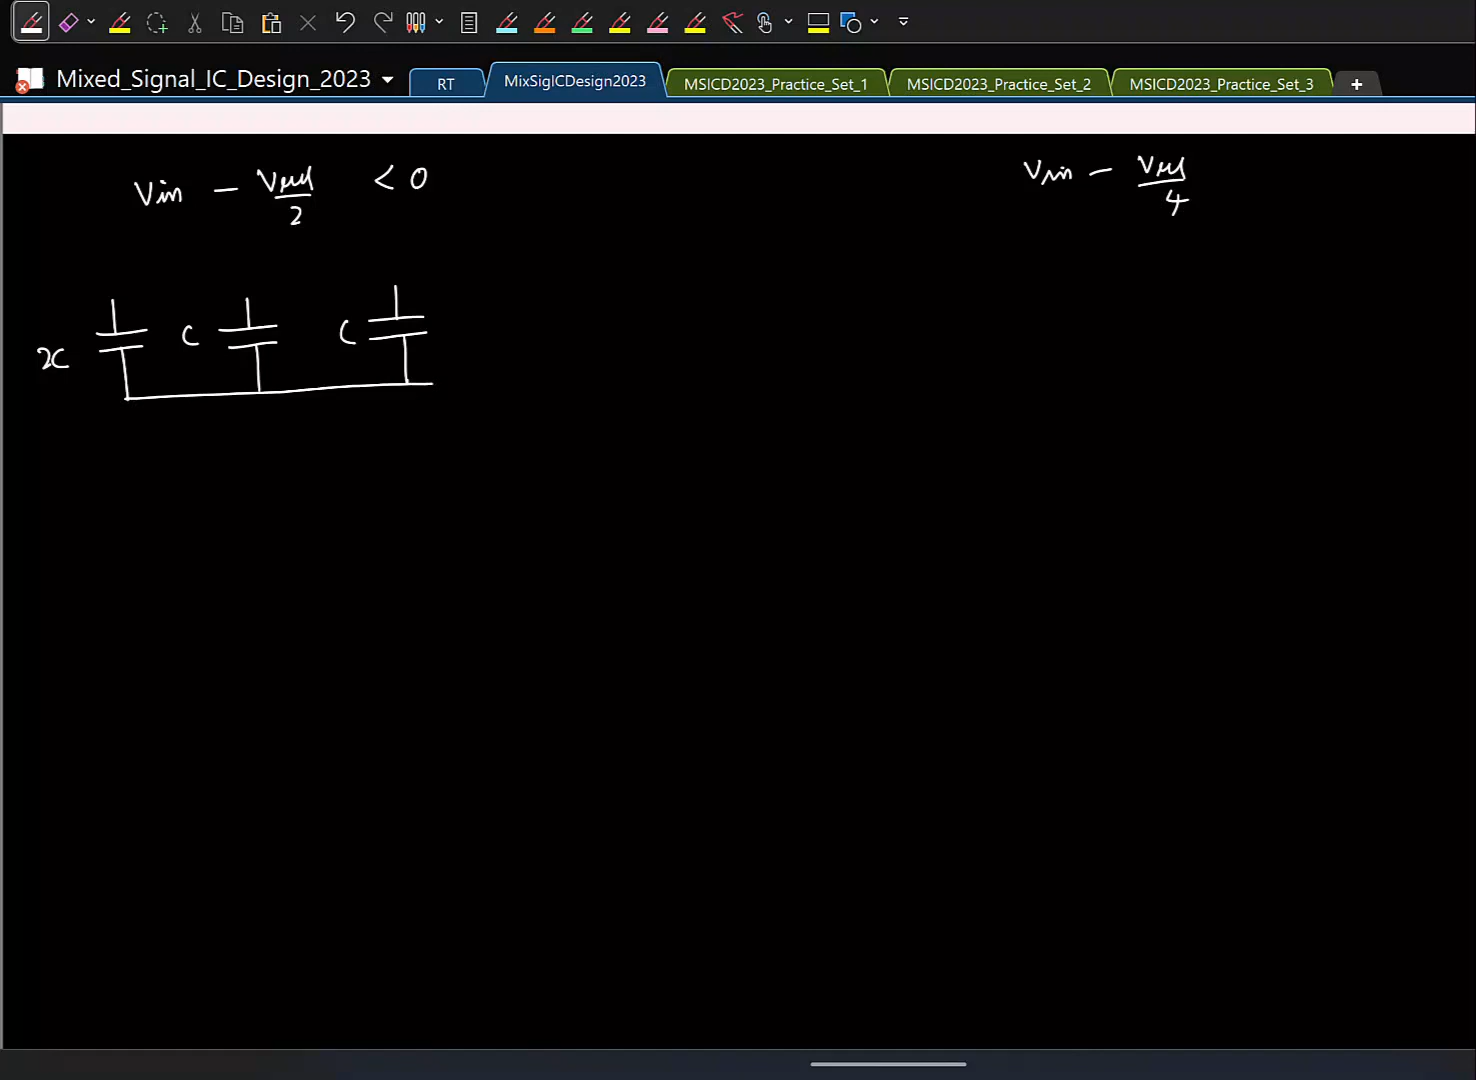 Mixed_Signal_IC_Design_2023 RT MixSigICDesign2023 MSICD2023_Practice_Set_1 MSICD2023_Practice_Set_2 MSICD2023_Practice_Set_3 +
Vin - Vref/2 < 0
Vin - Vref/4
2C C C